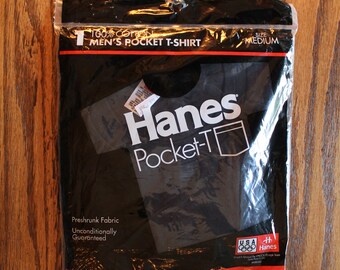 1 100% COTTON
MEN'S POCKET T-SHIRT
SIZE
MEDIUM
Hanes
Pocket-T
Preshrunk Fabric
Unconditionally
Guaranteed
USA
Hanes